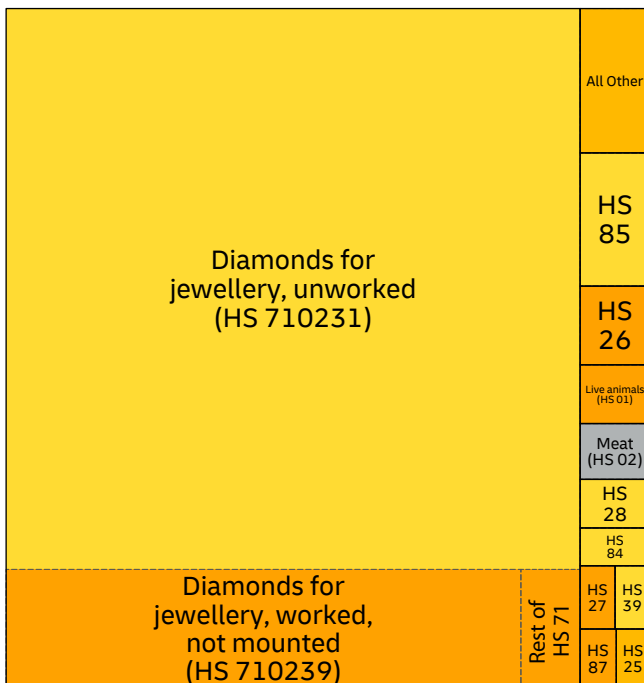 Diamonds for
jewellery, unworked
(HS 710231)
Diamonds for
jewellery, worked,
not mounted
(HS 710239)
Rest of
HS 71
All Other
HS
85
HS
26
Live animals
(HS 01)
Meat
(HS 02)
HS
28
HS
84
HS
27
HS
39
HS
87
HS
25